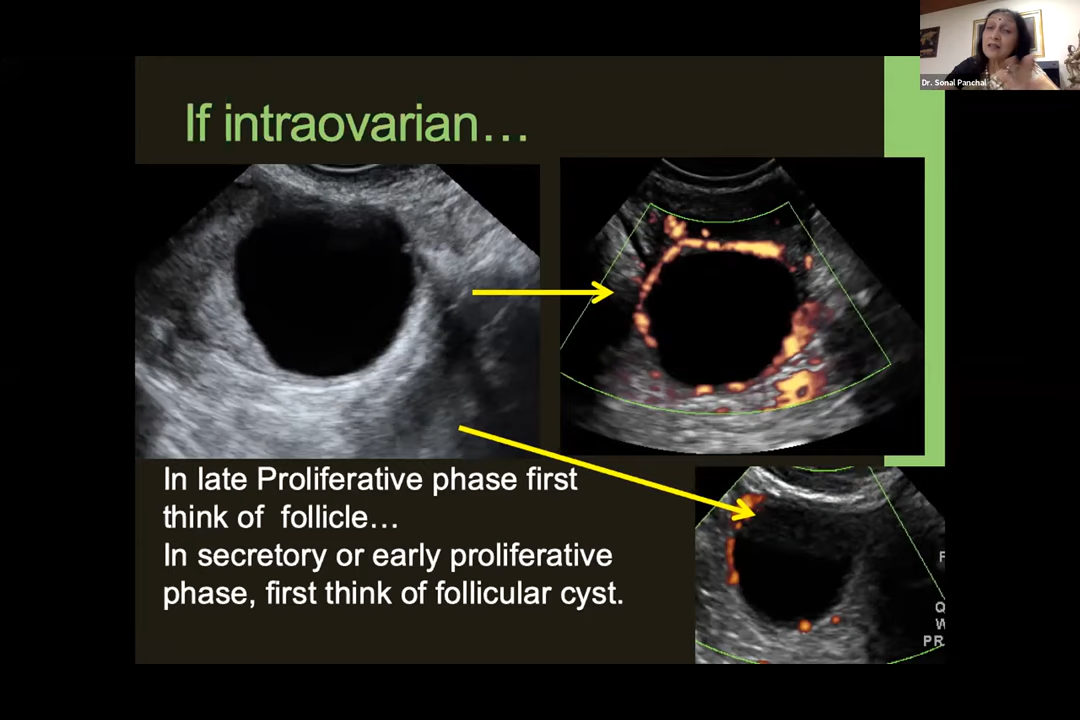 Dr. Sonal Panchal
If intraovarian…
In late Proliferative phase first
think of follicle…
In secretory or early proliferative
phase, first think of follicular cyst.
F
Q
W
PR